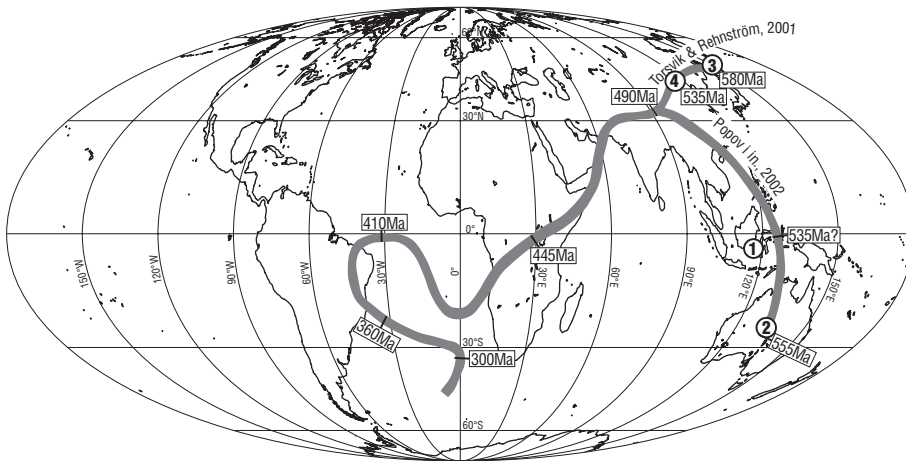 60°N
Torsvik & Rehnström, 2001
3
4
580Ma
490Ma
535Ma
30°N
Popov i in., 2002
410Ma
0°
535Ma?
1
445Ma
150°W
120°W
90°W
60°W
30°W
0°
30°E
60°E
90°E
120°E
150°E
360Ma
2
30°S
300Ma
555Ma
60°S